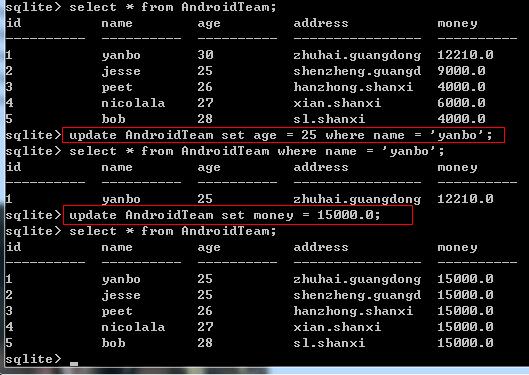 sqlite> select * from AndroidTeam;
id          name        age         address           money
----------  ----------  ----------  ----------------  ----------
1           yanbo       30          zhuhai.guangdong  12210.0
2           jesse       25          shenzheng.guangd  9000.0
3           peet        26          hanzhong.shanxi   4000.0
4           nicolala    27          xian.shanxi       6000.0
5           bob         28          sl.shanxi         4000.0
sqlite> update AndroidTeam set age = 25 where name = 'yanbo';
sqlite> select * from AndroidTeam where name = 'yanbo';
id          name        age         address           money
----------  ----------  ----------  ----------------  ----------
1           yanbo       25          zhuhai.guangdong  12210.0
sqlite> update AndroidTeam set money = 15000.0;
sqlite> select * from AndroidTeam;
id          name        age         address           money
----------  ----------  ----------  ----------------  ----------
1           yanbo       25          zhuhai.guangdong  15000.0
2           jesse       25          shenzheng.guangd  15000.0
3           peet        26          hanzhong.shanxi   15000.0
4           nicolala    27          xian.shanxi       15000.0
5           bob         28          sl.shanxi         15000.0
sqlite> _